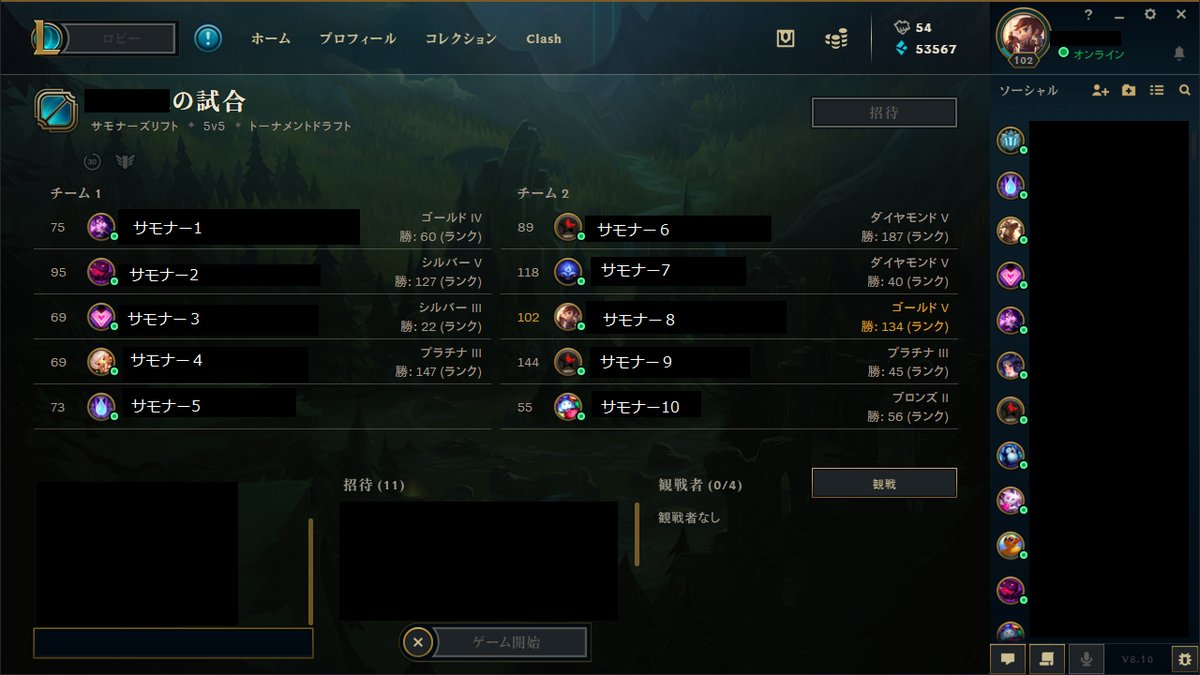 ロビー
ホーム
プロフィール
コレクション
Clash
54
53567
102
オンライン
ソーシャル
の試合
サモナーズリフト ◆ 5v5 ◆ トーナメントドラフト
招待
30
チーム 1
75 サモナー1 ゴールド IV
勝: 60 (ランク)
95 サモナー2 シルバー V
勝: 127 (ランク)
69 サモナー3 シルバー III
勝: 22 (ランク)
69 サモナー4 プラチナ III
勝: 147 (ランク)
73 サモナー5
チーム 2
89 サモナー6 ダイヤモンド V
勝: 187 (ランク)
118 サモナー7 ダイヤモンド V
勝: 40 (ランク)
102 サモナー8 ゴールド V
勝: 134 (ランク)
144 サモナー9 プラチナ III
勝: 45 (ランク)
55 サモナー10 ブロンズ II
勝: 56 (ランク)
招待 (11)
観戦者 (0/4)
観戦
観戦者なし
ゲーム開始
V8.10